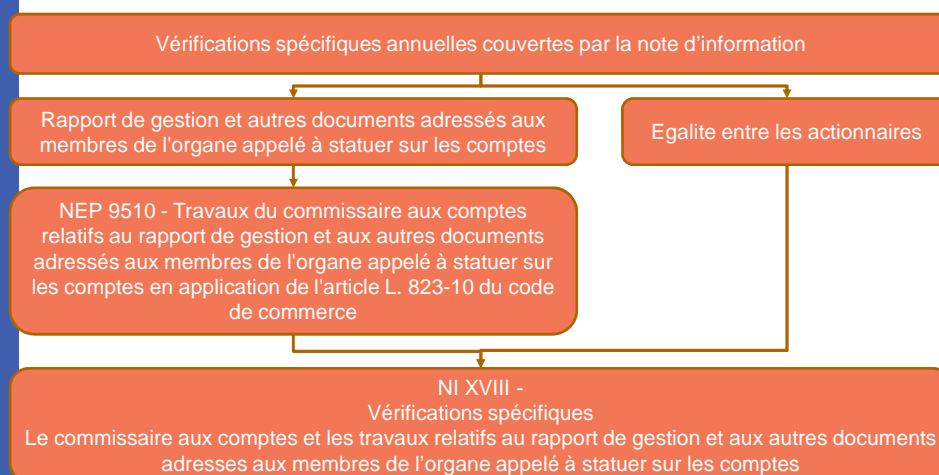 Vérifications spécifiques annuelles couvertes par la note d'information
Rapport de gestion et autres documents adressés aux
membres de l'organe appelé à statuer sur les comptes
Egalite entre les actionnaires
NEP 9510 - Travaux du commissaire aux comptes
relatifs au rapport de gestion et aux autres documents
adressés aux membres de l'organe appelé à statuer sur
les comptes en application de l'article L. 823-10 du code
de commerce
NI XVIII -
Vérifications spécifiques
Le commissaire aux comptes et les travaux relatifs au rapport de gestion et aux autres documents
adresses aux membres de l'organe appelé à statuer sur les comptes